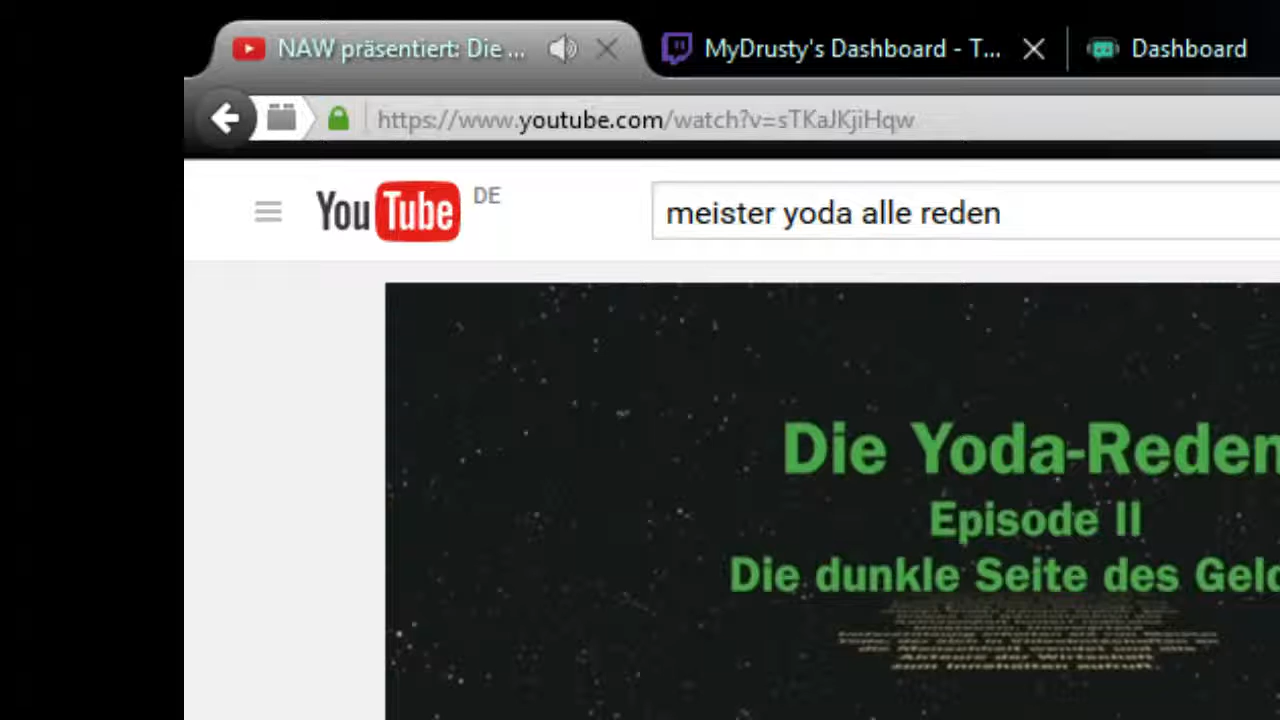 NAW präsentiert: Die ...
MyDrusty's Dashboard - T...
Dashboard
https://www.youtube.com/watch?v=sTKaJKjiHqw
YouTube DE
meister yoda alle reden
Die Yoda-Reden
Episode II
Die dunkle Seite des